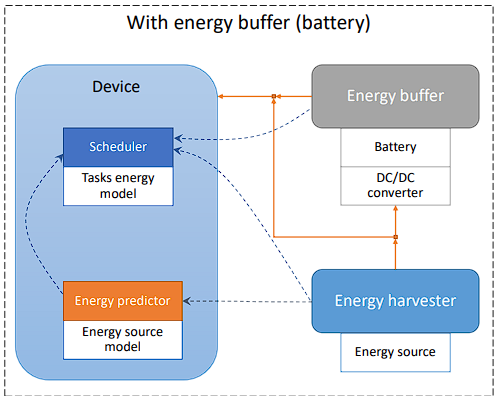 With energy buffer (battery)
Device
Energy buffer
Battery
DC/DC
converter
Scheduler
Tasks energy
model
Energy predictor
Energy source
model
Energy harvester
Energy source